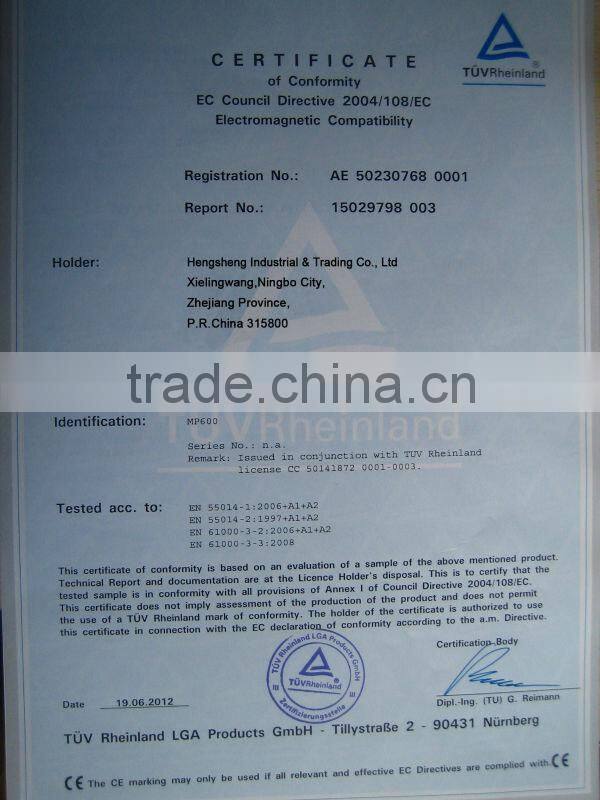 CERTIFICATE
of Conformity
EC Council Directive 2004/108/EC
Electromagnetic Compatibility
TÜVRheinland
®
Registration No.: AE 50230768 0001
Report No.: 15029798 003
Holder: Hengsheng Industrial & Trading Co., Ltd
Xielingwang,Ningbo City,
Zhejiang Province,
P.R.China 315800
trade.china.cn
TÜVRheinland
Identification: MP600
Series No.: n.a.
Remark: Issued in conjunction with TUV Rheinland
license CC 50141872 0001-0003.
Tested acc. to: EN 55014-1:2006+A1+A2
EN 55014-2:1997+A1+A2
EN 61000-3-2:2006+A1+A2
EN 61000-3-3:2008
This certificate of conformity is based on an evaluation of a sample of the above mentioned product.
Technical Report and documentation are at the Licence Holder's disposal. This is to certify that the
tested sample is in conformity with all provisions of Annex I of Council Directive 2004/108/EC.
This certificate does not imply assessment of the production of the product and does not permit
the use of a TÜV Rheinland mark of conformity. The holder of the certificate is authorized to use
this certificate in connection with the EC declaration of conformity according to the a.m. Directive.
Certification Body
TÜV Rheinland LGA Products GmbH
TÜVRheinland
Zertifizierungsstelle
Date 19.06.2012
Dipl.-Ing. (TU) G. Reimann
TÜV Rheinland LGA Products GmbH - Tillystraße 2 - 90431 Nürnberg
CE The CE marking may only be used if all relevant and effective EC Directives are complied with. CE